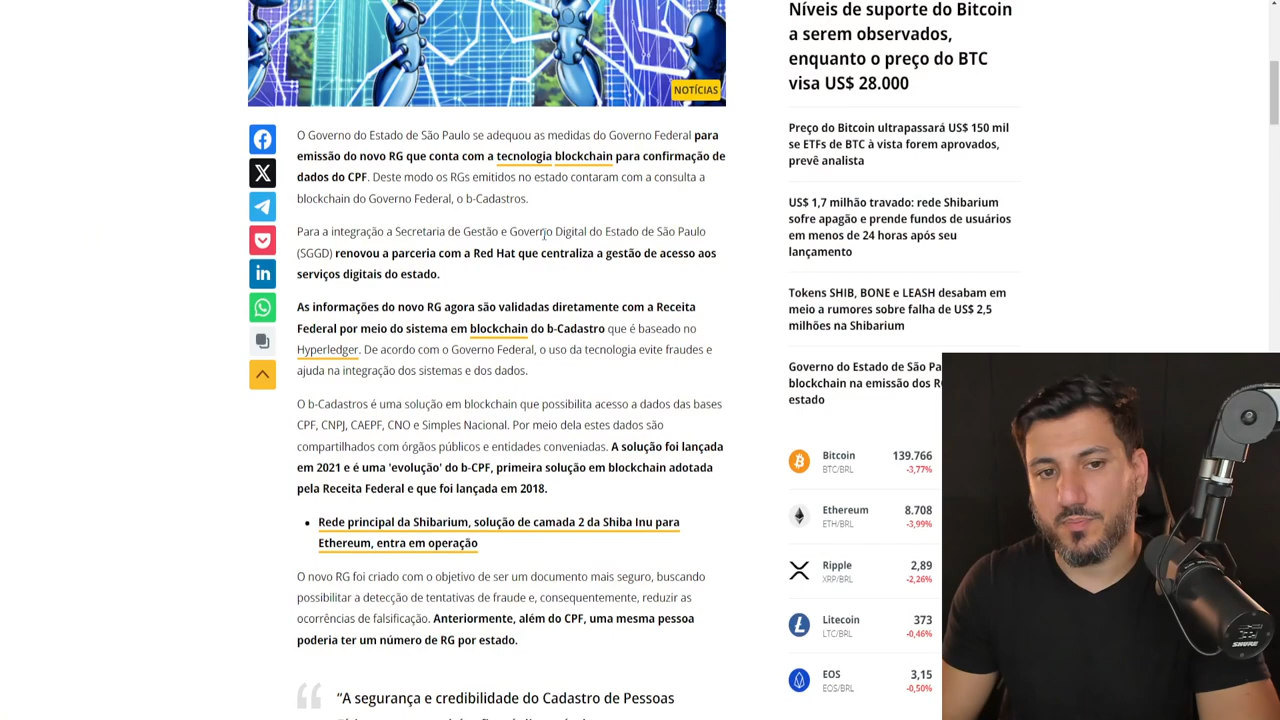 NOTÍCIAS
O Governo do Estado de São Paulo se adequou as medidas do Governo Federal para
emissão do novo RG que conta com a tecnologia blockchain para confirmação de
dados do CPF. Deste modo os RGs emitidos no estado contaram com a consulta a
blockchain do Governo Federal, o b-Cadastros.
Para a integração a Secretaria de Gestão e Governo Digital do Estado de São Paulo
(SGGD) renovou a parceria com a Red Hat que centraliza a gestão de acesso aos
serviços digitais do estado.
As informações do novo RG agora são validadas diretamente com a Receita
Federal por meio do sistema em blockchain do b-Cadastro que é baseado no
Hyperledger. De acordo com o Governo Federal, o uso da tecnologia evite fraudes e
ajuda na integração dos sistemas e dos dados.
O b-Cadastros é uma solução em blockchain que possibilita acesso a dados das bases
CPF, CNPJ, CAEPF, CNO e Simples Nacional. Por meio dela estes dados são
compartilhados com órgãos públicos e entidades conveniadas. A solução foi lançada
em 2021 e é uma 'evolução' do b-CPF, primeira solução em blockchain adotada
pela Receita Federal e que foi lançada em 2018.
Rede principal da Shibarium, solução de camada 2 da Shiba Inu para
Ethereum, entra em operação
O novo RG foi criado com o objetivo de ser um documento mais seguro, buscando
possibilitar a detecção de tentativas de fraude e, consequentemente, reduzir as
ocorrências de falsificação. Anteriormente, além do CPF, uma mesma pessoa
poderia ter um número de RG por estado.
“A segurança e credibilidade do Cadastro de Pessoas
Níveis de suporte do Bitcoin
a serem observados,
enquanto o preço do BTC
visa US$ 28.000
Preço do Bitcoin ultrapassará US$ 150 mil
se ETFs de BTC à vista forem aprovados,
prevê analista
US$ 1,7 milhão travado: rede Shibarium
sofre apagão e prende fundos de usuários
em menos de 24 horas após seu
lançamento
Tokens SHIB, BONE e LEASH desabam em
meio a rumores sobre falha de US$ 2,5
milhões na Shibarium
Governo do Estado de São Pa
blockchain na emissão dos R
estado
Bitcoin 139.766
BTC/BRL -3,77%
Ethereum 8.708
ETH/BRL -3,99%
Ripple 2,89
XRP/BRL -2,26%
Litecoin 373
LTC/BRL -0,46%
EOS 3,15
EOS/BRL -0,50%
SHURE